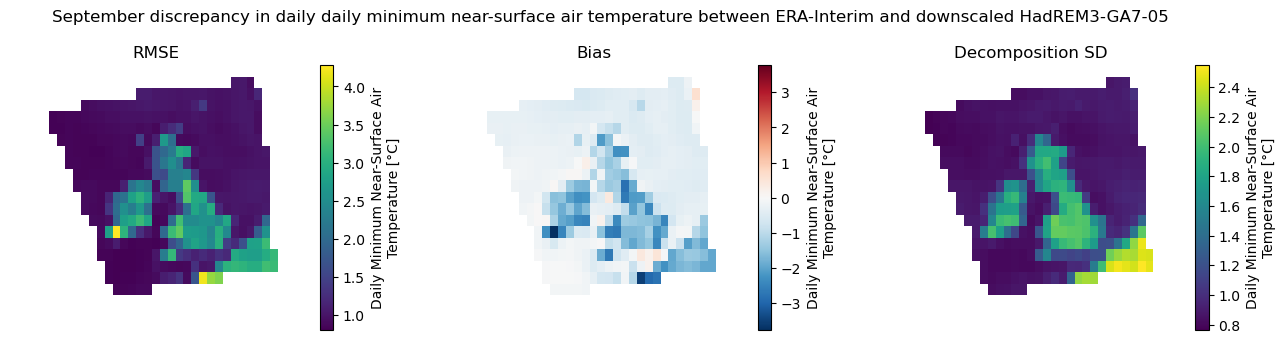 September discrepancy in daily daily minimum near-surface air temperature between ERA-Interim and downscaled HadREM3-GA7-05
RMSE
4.0
3.5
3.0
2.5
2.0
1.5
1.0
Daily Minimum Near-Surface Air
Temperature [°C]
Bias
3
2
1
0
−1
−2
−3
Daily Minimum Near-Surface Air
Temperature [°C]
Decomposition SD
2.4
2.2
2.0
1.8
1.6
1.4
1.2
1.0
0.8
Daily Minimum Near-Surface Air
Temperature [°C]